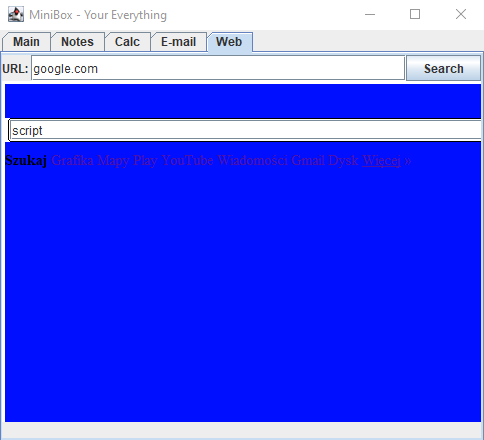 MiniBox - Your Everything
Main Notes Calc E-mail Web
URL: google.com Search
script
Szukaj Grafika Mapy Play YouTube Wiadomości Gmail Dysk Więcej »